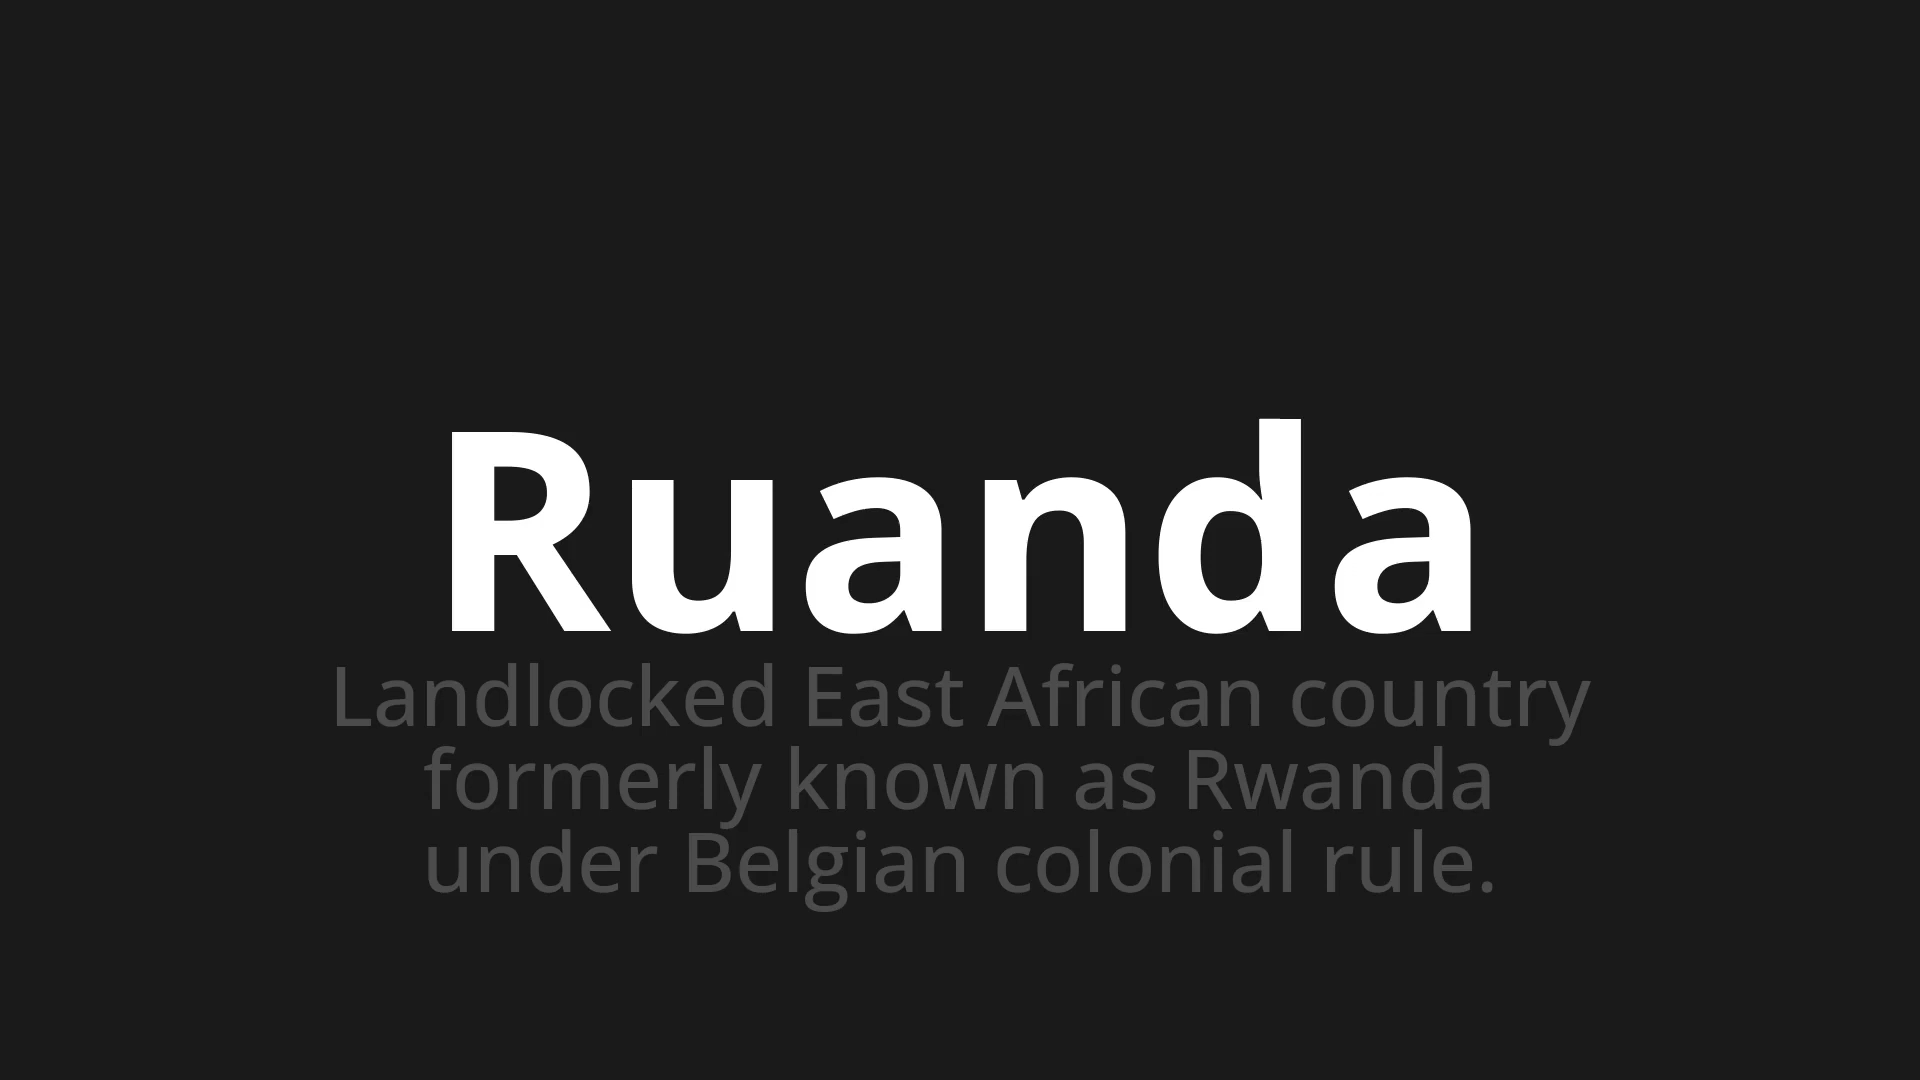 Ruanda
Landlocked East African country
formerly known as Rwanda
under Belgian colonial rule.